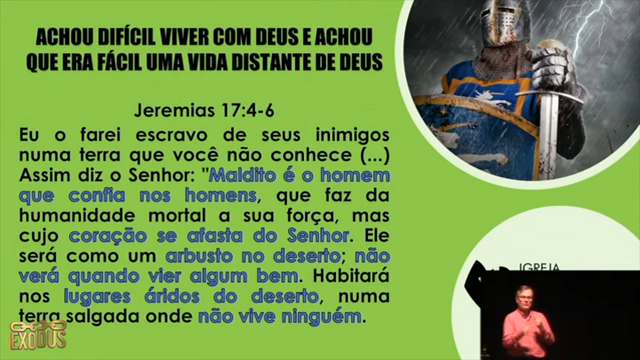 ACHOU DIFÍCIL VIVER COM DEUS E ACHOU
QUE ERA FÁCIL UMA VIDA DISTANTE DE DEUS
Jeremias 17:4-6
Eu o farei escravo de seus inimigos
numa terra que você não conhece (...)
Assim diz o Senhor: "Maldito é o homem
que confia nos homens, que faz da
humanidade mortal a sua força, mas
cujo coração se afasta do Senhor. Ele
será como um arbusto no deserto; não
verá quando vier algum bem. Habitará
nos lugares áridos do deserto, numa
terra salgada onde não vive ninguém.
IGREJA
EXODUS